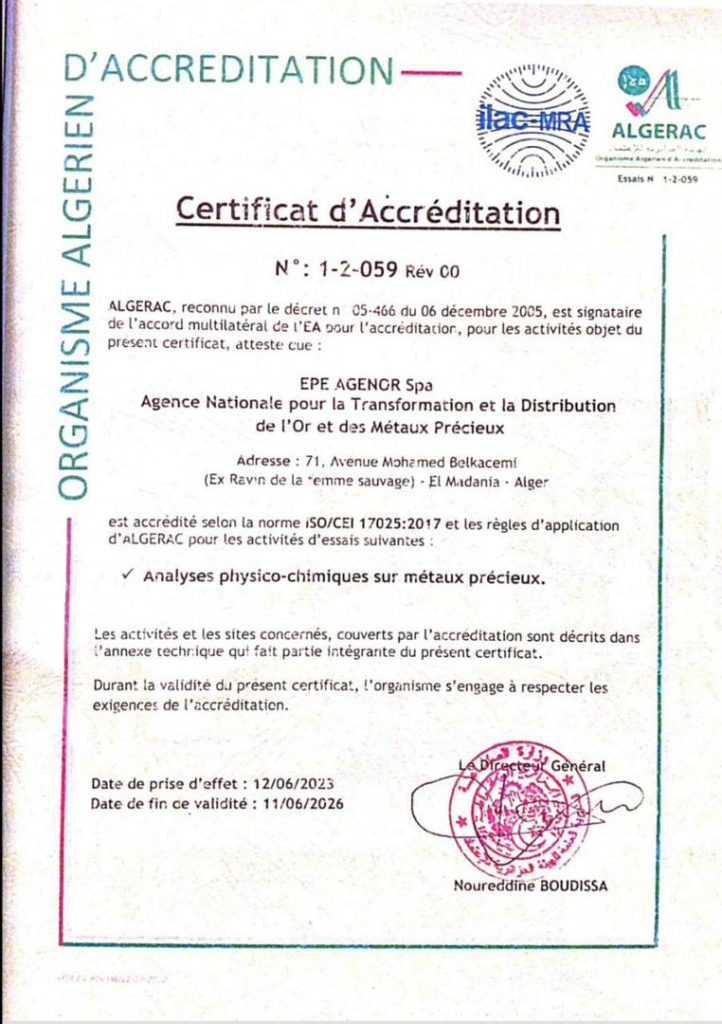 D'ACCREDITATION
ORGANISME ALGERIEN
ilac-MRA
ALGERAC
Organisme Algerien d'Accreditation
Essais N° 1-2-059
Certificat d'Accréditation
N°: 1-2-059 Rév 00
ALGERAC, reconnu par le décret n° 05-466 du 06 décembre 2005, est signataire
de l'accord multilatéral de l'EA pour l'accréditation, pour les activités objet du
présent certificat, atteste que :
EPE AGENOR Spa
Agence Nationale pour la Transformation et la Distribution
de l'Or et des Métaux Précieux
Adresse : 71, Avenue Mohamed Belkacemi
(Ex Ravin de la femme sauvage) - El Madania - Alger
est accrédité selon la norme ISO/CEI 17025:2017 et les règles d'application
d'ALGERAC pour les activités d'essais suivantes :
✓ Analyses physico-chimiques sur métaux précieux.
Les activités et les sites concernés, couverts par l'accréditation sont décrits dans
l'annexe technique qui fait partie intégrante du présent certificat.
Durant la validité du présent certificat, l'organisme s'engage à respecter les
exigences de l'accréditation.
Le Directeur Général
Date de prise d'effet : 12/06/2023
Date de fin de validité : 11/06/2026
Noureddine BOUDISSA